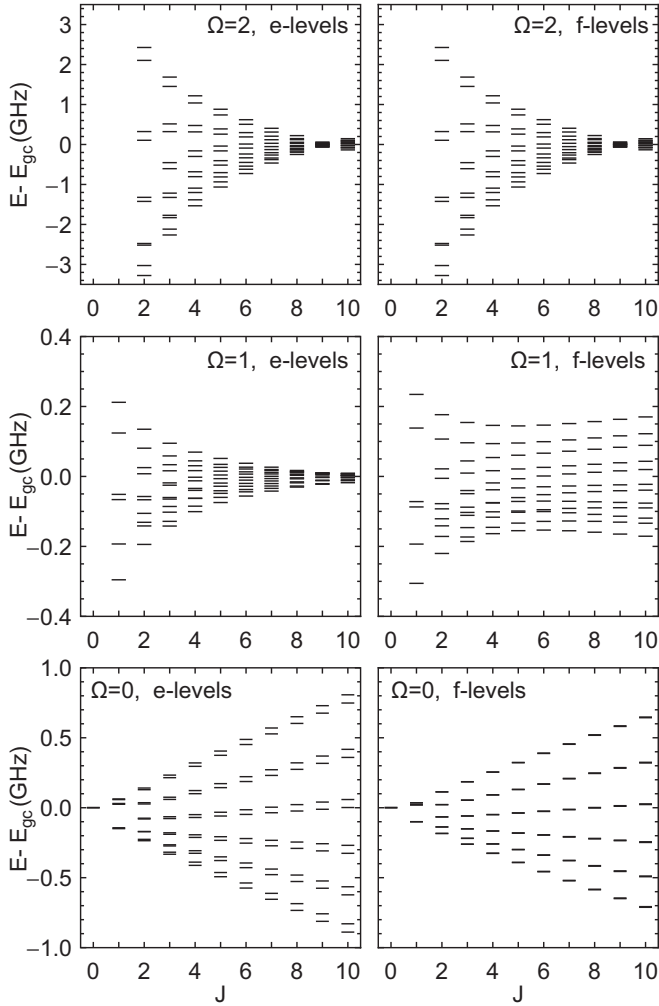 Ω=2, e-levels
Ω=2, f-levels
E- E_gc (GHz)
3
2
1
0
−1
−2
−3
0 2 4 6 8 10
0 2 4 6 8 10
Ω=1, e-levels
Ω=1, f-levels
E- E_gc (GHz)
0.4
0.2
0.0
−0.2
−0.4
0 2 4 6 8 10
0 2 4 6 8 10
Ω=0, e-levels
Ω=0, f-levels
E- E_gc (GHz)
1.0
0.5
0.0
−0.5
−1.0
0 2 4 6 8 10
0 2 4 6 8 10
J
J